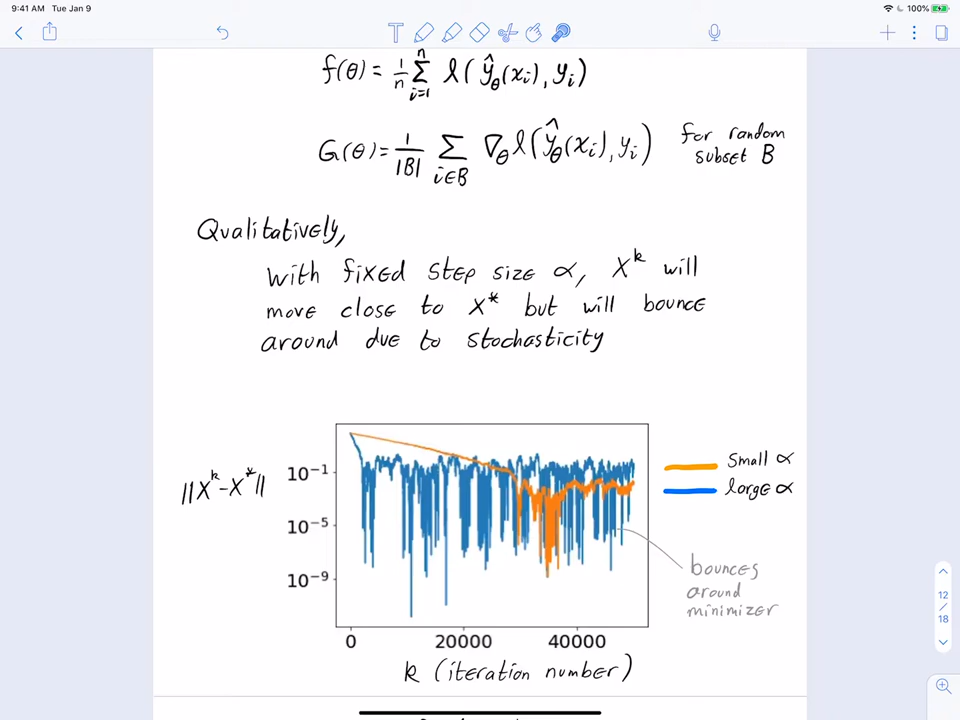 9:41 AM Tue Jan 9
100%
f(θ) = 1/n Σ_{i=1}^{n} ℓ(ŷ_θ(x_i), y_i)
G(θ) = 1/|B| Σ_{i∈B} ∇_θ ℓ(ŷ_θ(x_i), y_i) for random
subset B
Qualitatively,
With fixed step size α, X^k will
move close to X* but will bounce
around due to stochasticity
||X^k - X*||
10^-1
10^-5
10^-9
0 20000 40000
k (iteration number)
small α
large α
bounces
around
minimizer
12
/
18